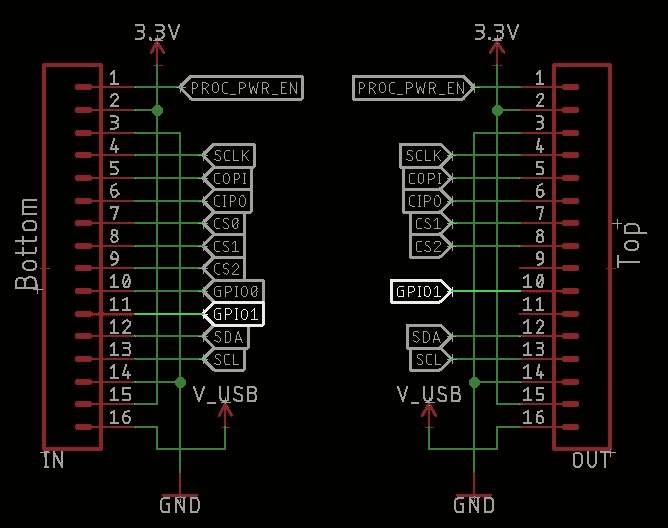 3.3V
3.3V
1 PROC_PWR_EN
PROC_PWR_EN 1
2
2
3
3
4 SCLK
SCLK 4
5 COPI
COPI 5
6 CIPO
CIPO 6
7 CS0
CS1 7
8 CS1
CS2 8
9 CS2
9
10 GPIO0
GPIO1 10
11 GPIO1
11
12 SDA
SDA 12
13 SCL
SCL 13
14
14
15
15
16
16
Bottom
Top
V_USB
V_USB
IN
OUT
GND
GND